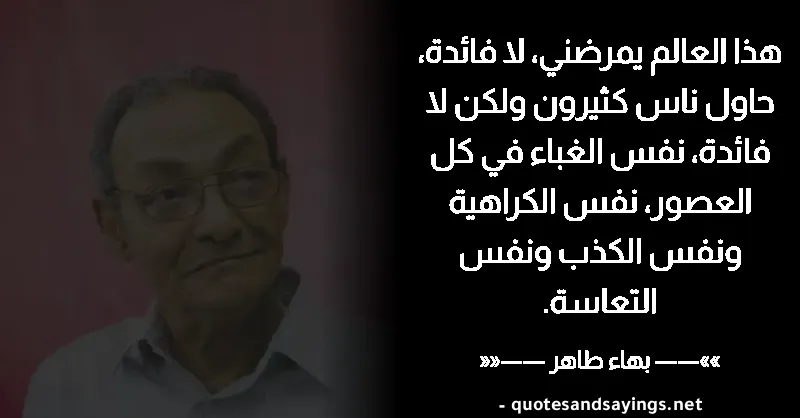 هذا العالم يمرضني، لا فائدة،
حاول ناس كثيرون ولكن لا
فائدة، نفس الغباء في كل
العصور، نفس الكراهية
ونفس الكذب ونفس
التعاسة.
»»—— بهاء طاهر ——««
- quotesandsayings.net